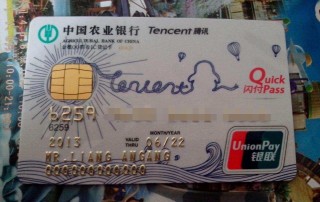 中国农业银行
Tencent 腾讯
AGRICULTURAL BANK OF CHINA
Tencent
Quick
闪付Pass
6259
6259
MONTH/YEAR
2013
VALID
THRU
06/22
MR.LIANG ANGANG
UnionPay
银联